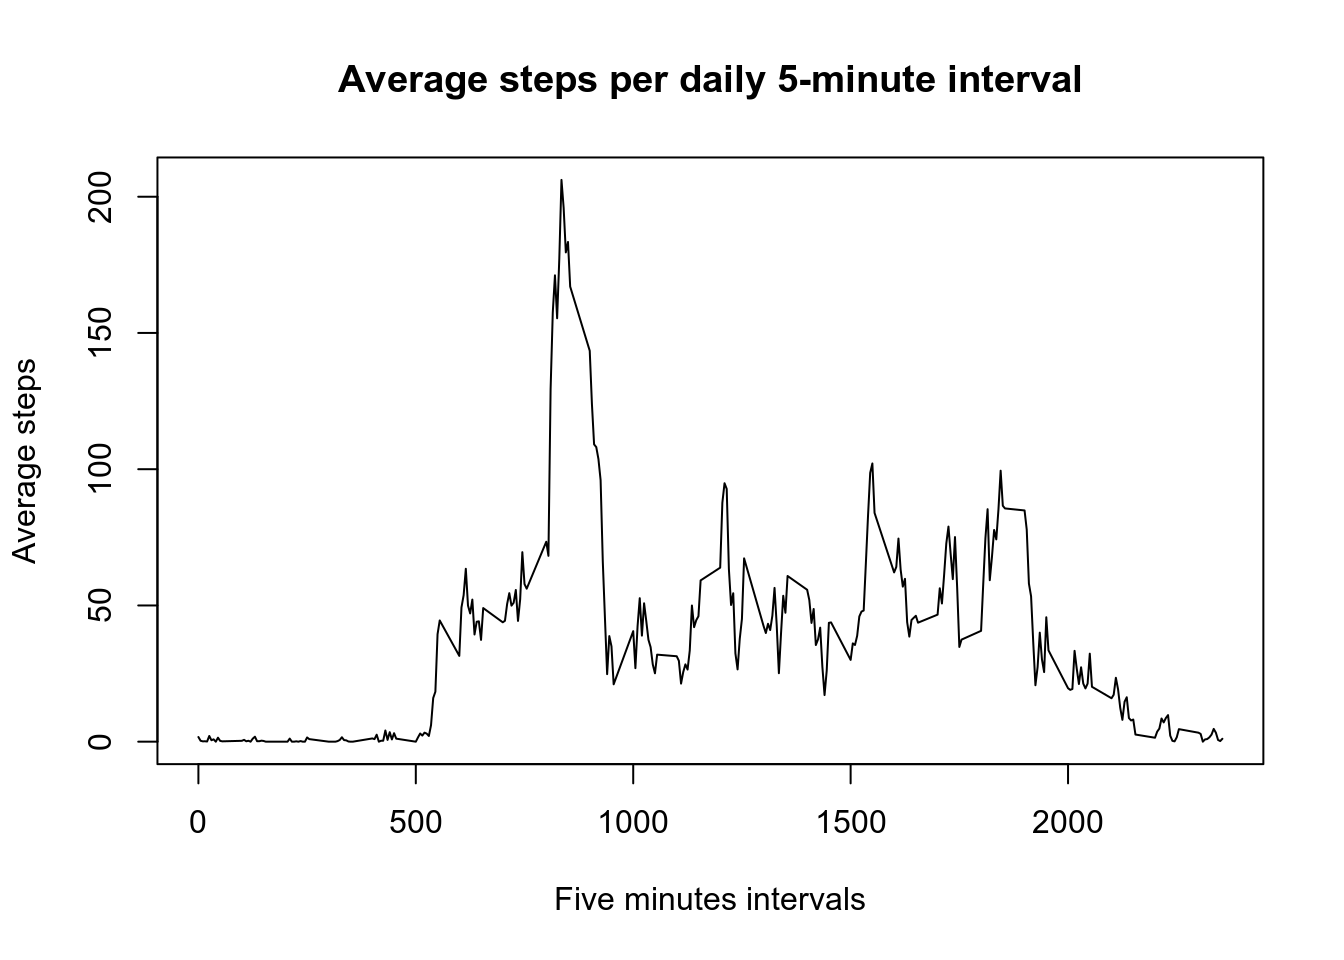 Average steps per daily 5-minute interval
200
150
100
50
0
Average steps
0 500 1000 1500 2000
Five minutes intervals